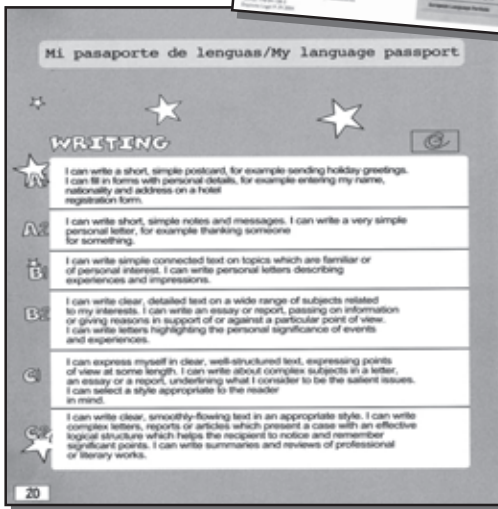 Mi pasaporte de lenguas/My language passport
WRITING
A1
I can write a short, simple postcard, for example sending holiday greetings.
I can fill in forms with personal details, for example entering my name,
nationality and address on a hotel
registration form.
A2
I can write short, simple notes and messages. I can write a very simple
personal letter, for example thanking someone
for something.
B1
I can write simple connected text on topics which are familiar or
of personal interest. I can write personal letters describing
experiences and impressions.
B2
I can write clear, detailed text on a wide range of subjects related
to my interests. I can write an essay or report, passing on information
or giving reasons in support of or against a particular point of view.
I can write letters highlighting the personal significance of events
and experiences.
C1
I can express myself in clear, well-structured text, expressing points
of view at some length. I can write about complex subjects in a letter,
an essay or a report, underlining what I consider to be the salient issues.
I can select a style appropriate to the reader
in mind.
C2
I can write clear, smoothly-flowing text in an appropriate style. I can write
complex letters, reports or articles which present a case with an effective
logical structure which helps the recipient to notice and remember
significant points. I can write summaries and reviews of professional
or literary works.
20